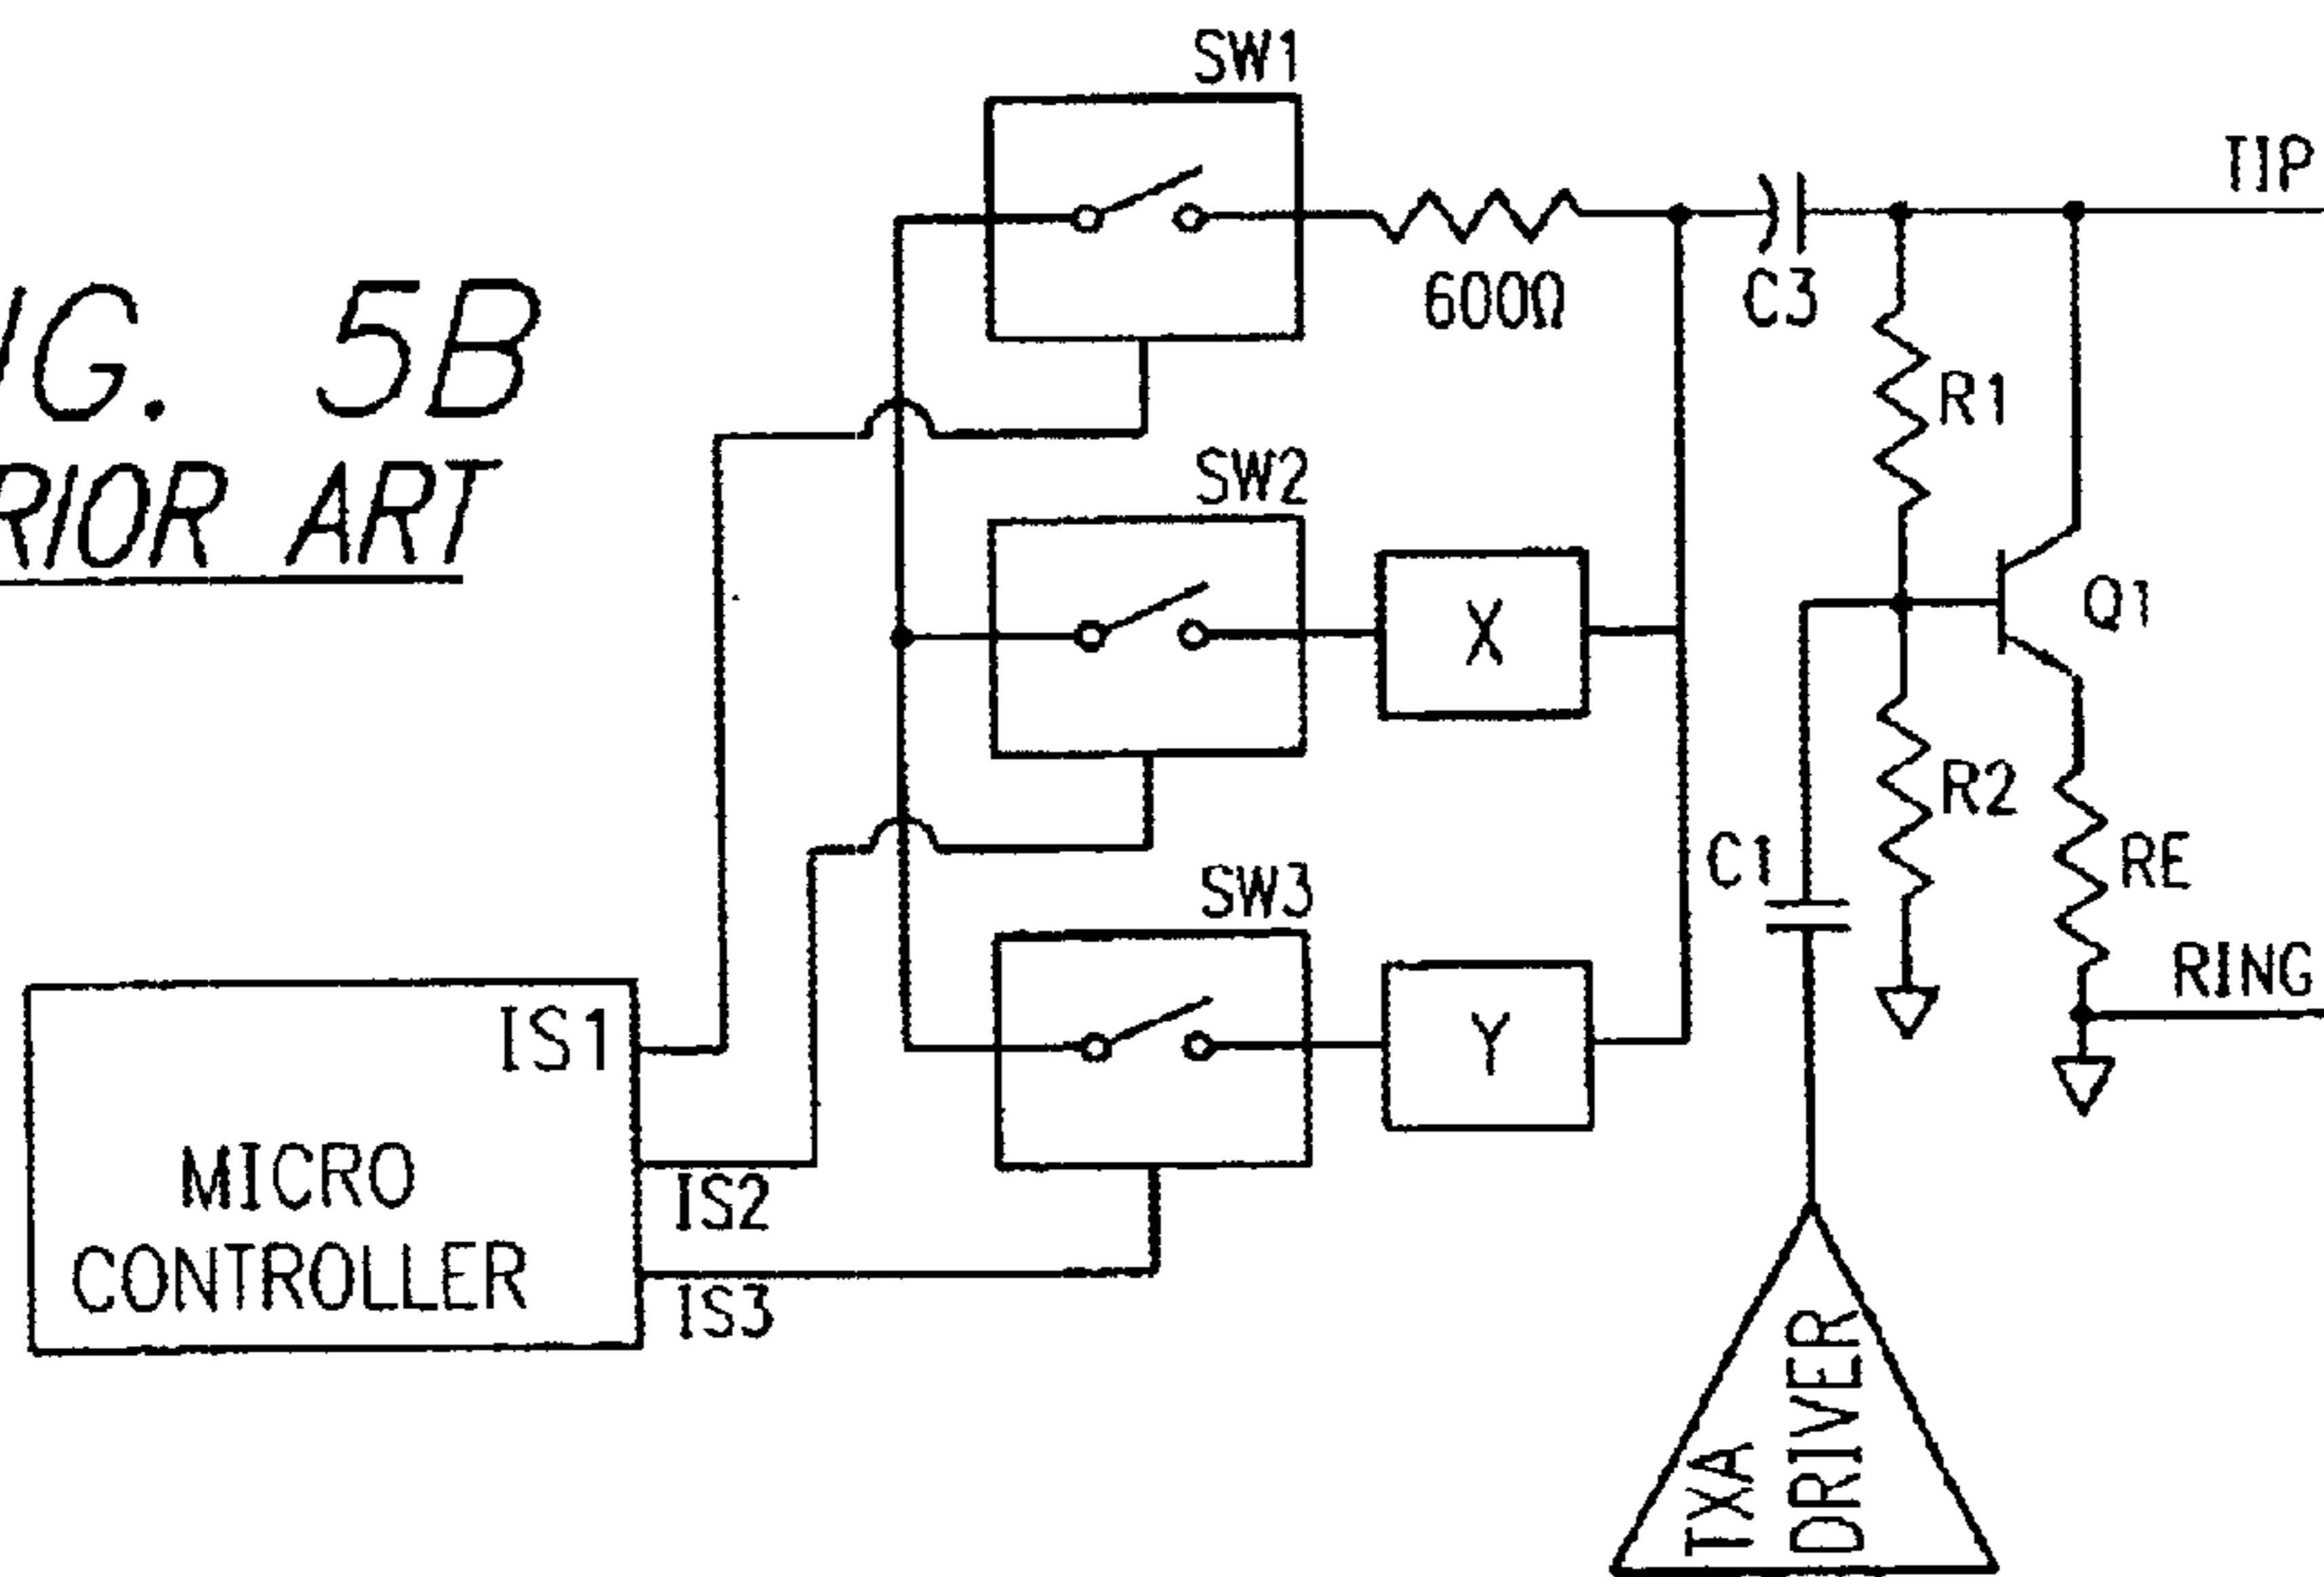 SW1
TIP
600Ω
C3
G. 5B
R1
RIOR ART
SW2
X
Q1
R2
C1
RE
SW3
RING
IS1
Y
MICRO
CONTROLLER
IS2
IS3
TXA
DRIVER